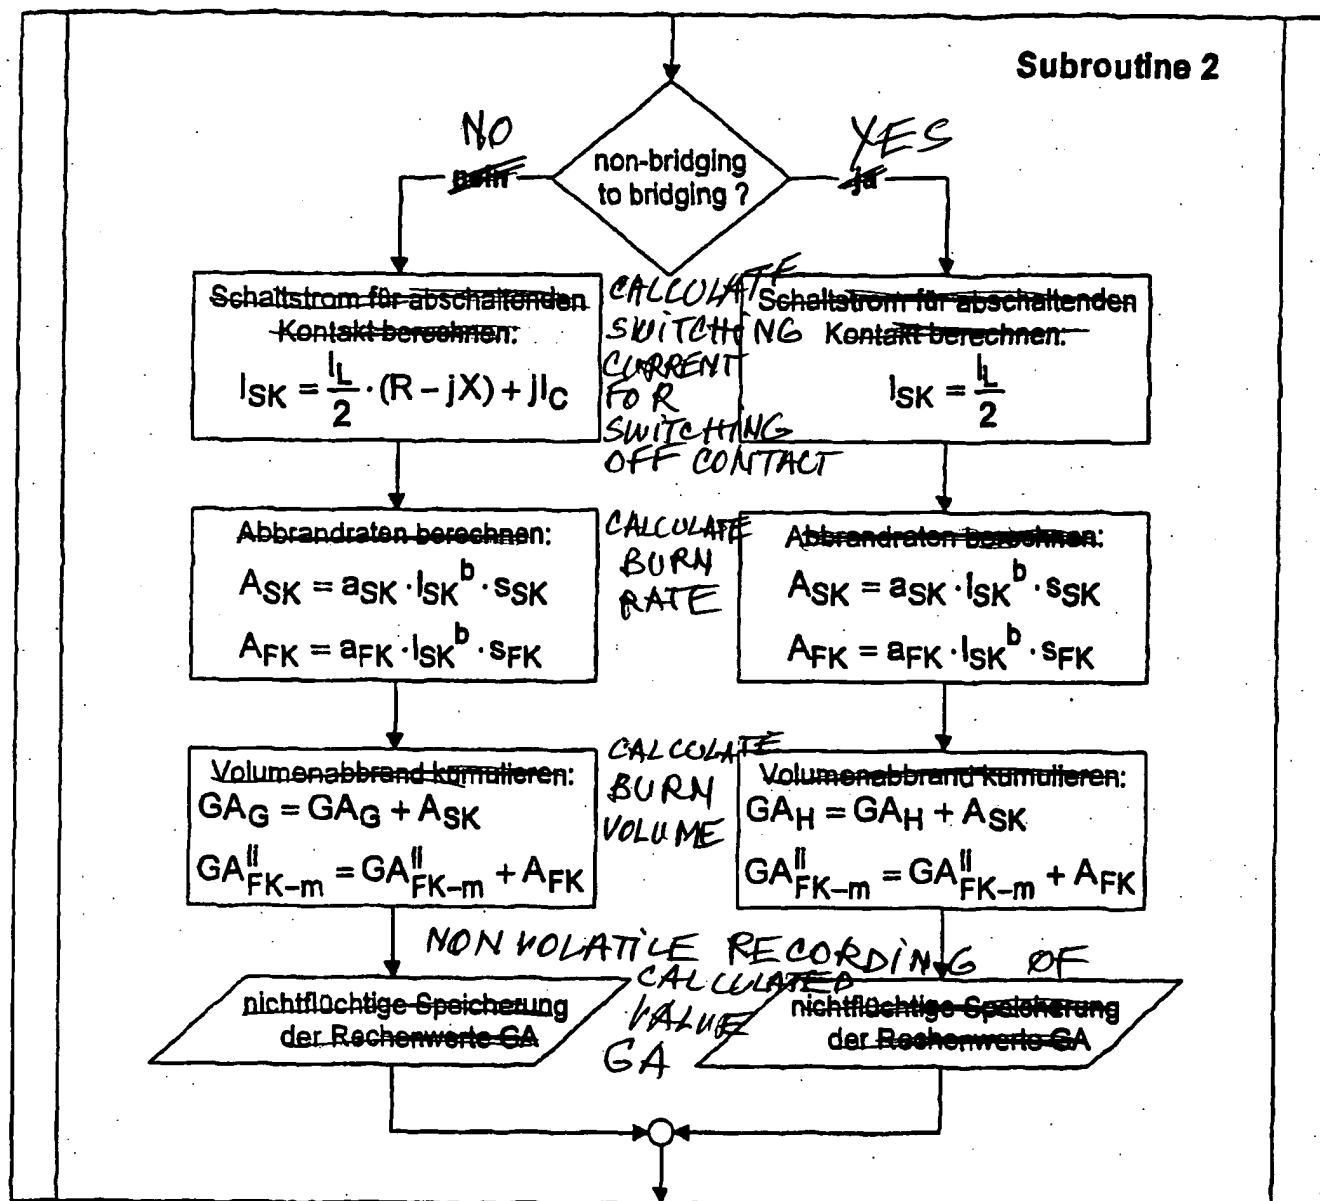 Subroutine 2
NO
nein
YES
ja
non-bridging
to bridging ?
Schaltstrom für abschaltenden
Kontakt berechnen:
I_SK = I_L/2 · (R – jX) + jI_C
CALCULATE
SWITCHING
CURRENT
FOR
SWITCHING
OFF CONTACT
Schaltstrom für abschaltenden
Kontakt berechnen:
I_SK = I_L/2
Abbrandraten berechnen:
A_SK = a_SK · I_SK^b · s_SK
A_FK = a_FK · I_SK^b · s_FK
CALCULATE
BURN
RATE
Abbrandraten berechnen:
A_SK = a_SK · I_SK^b · s_SK
A_FK = a_FK · I_SK^b · s_FK
Volumenabbrand kumulieren:
GA_G = GA_G + A_SK
GA^II_FK–m = GA^II_FK–m + A_FK
CALCULATE
BURN
VOLUME
Volumenabbrand kumulieren:
GA_H = GA_H + A_SK
GA^II_FK–m = GA^II_FK–m + A_FK
NON VOLATILE RECORDING OF
CALCULATED
VALUE
GA
nichtflüchtige Speicherung
der Rechenwerte GA
nichtflüchtige Speicherung
der Rechenwerte GA